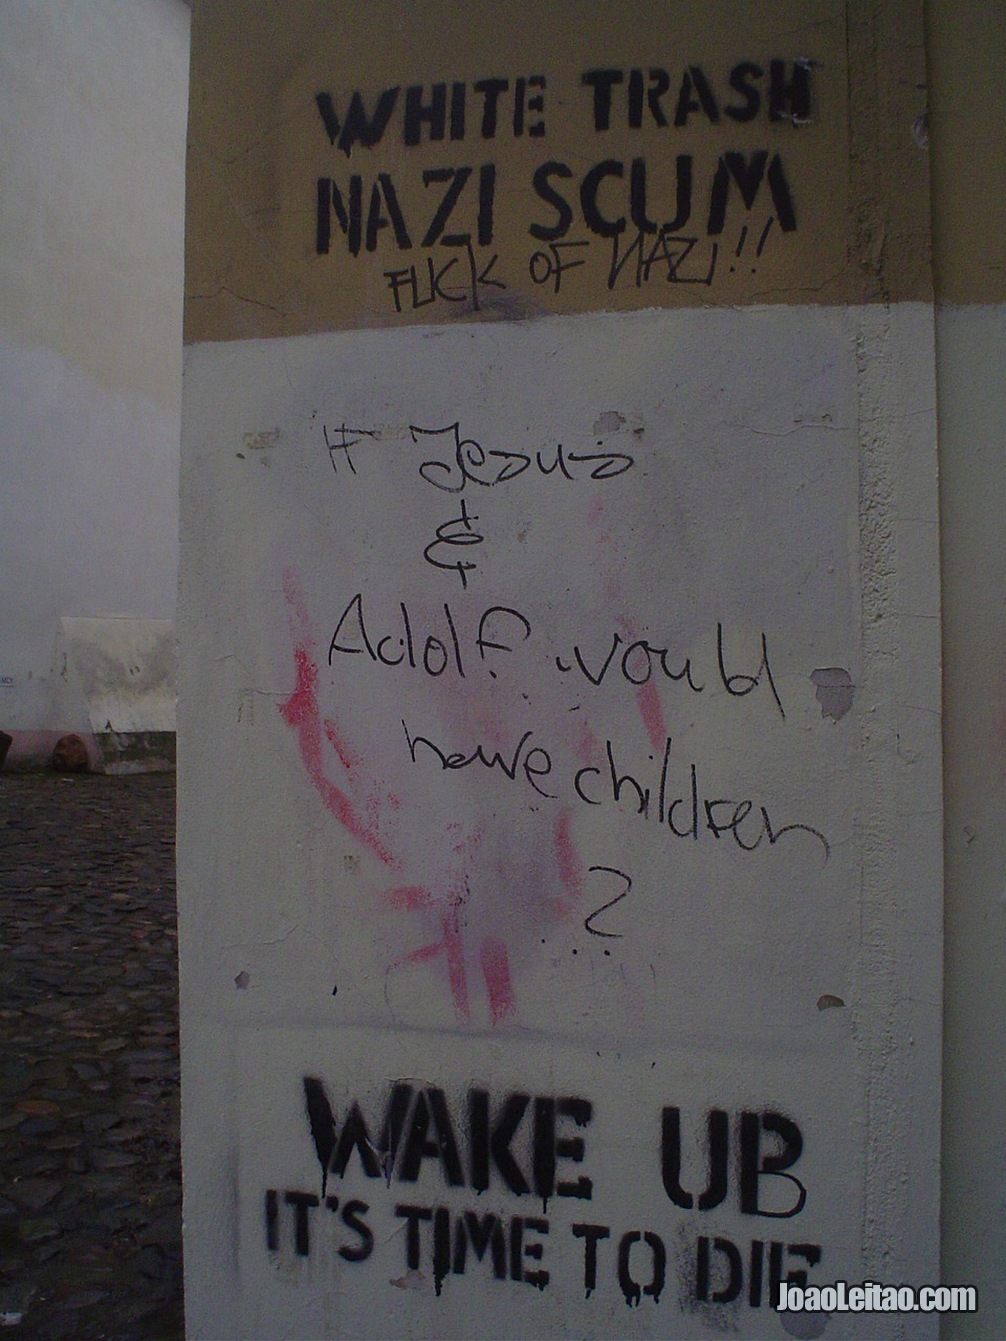 WHITE TRASH
NAZI SCUM
FUCK OF NAZI!!
IF Jesus
&
Adolf. would
have children
?...
WAKE UB
IT'S TIME TO DIE
JoaoLeitao.com